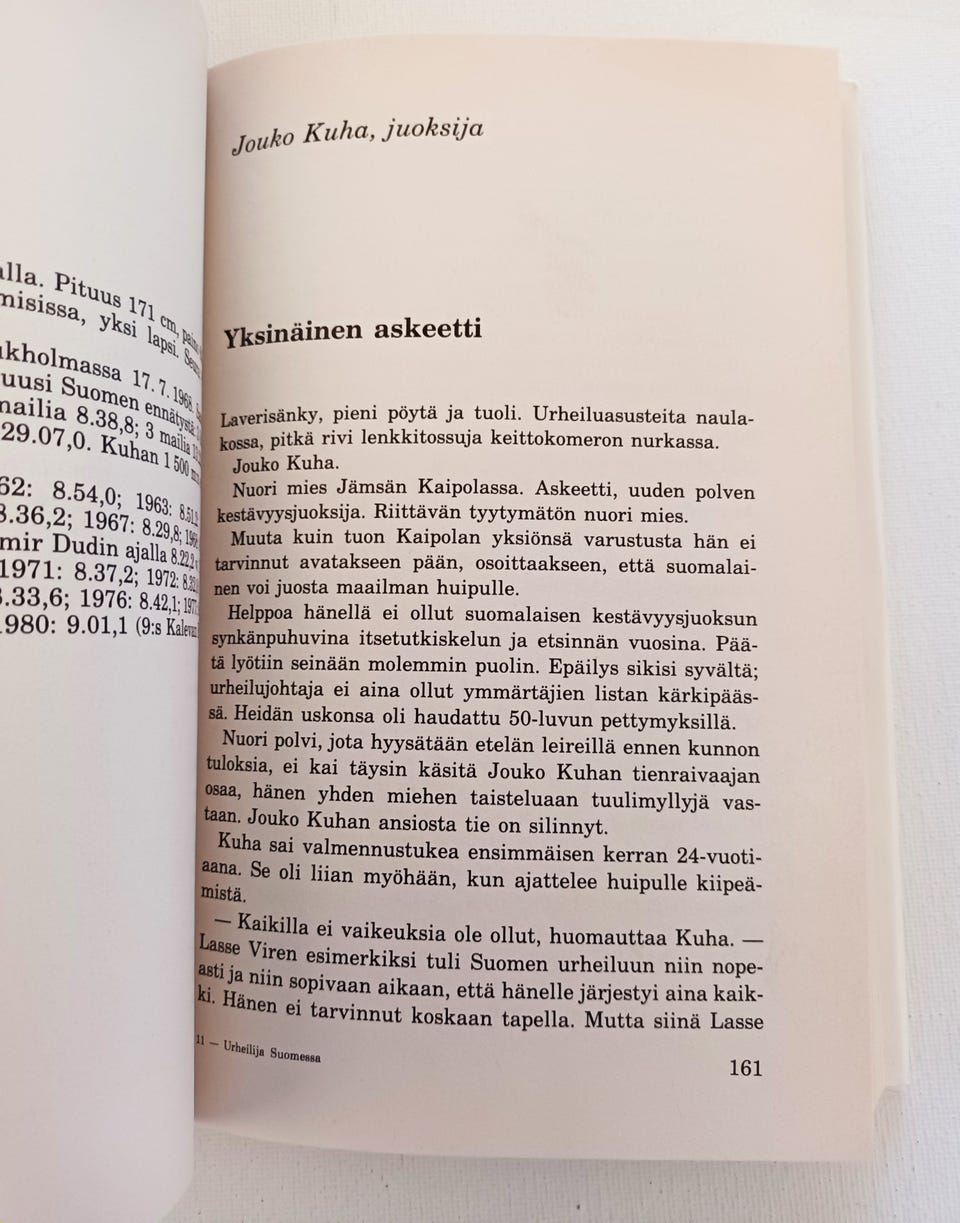 alla. Pituus 171 cm,
misissa, yksi lapsi.
kholmassa 17.7.1968.
uusi Suomen ennätystä
mailia 8.38,8; 3 mailia
29.07,0. Kuhan 1 500 m
62: 8.54,0; 1963:
8.36,2; 1967: 8.29,8;
mir Dudin ajalla 8.22,2
1971: 8.37,2; 1972:
.33,6; 1976: 8.42,1;
1980: 9.01,1 (9:s
Jouko Kuha, juoksija
Yksinäinen askeetti
Laverisänky, pieni pöytä ja tuoli. Urheiluasusteita naula-
kossa, pitkä rivi lenkkitossuja keittokomeron nurkassa.
Jouko Kuha.
Nuori mies Jämsän Kaipolassa. Askeetti, uuden polven
kestävyysjuoksija. Riittävän tyytymätön nuori mies.
Muuta kuin tuon Kaipolan yksiönsä varustusta hän ei
tarvinnut avatakseen pään, osoittaakseen, että suomalai-
nen voi juosta maailman huipulle.
Helppoa hänellä ei ollut suomalaisen kestävyysjuoksun
synkänpuhuvina itsetutkiskelun ja etsinnän vuosina. Pää-
tä lyötiin seinään molemmin puolin. Epäilys sikisi syvältä;
urheilujohtaja ei aina ollut ymmärtäjien listan kärkipääs-
sä. Heidän uskonsa oli haudattu 50-luvun pettymyksillä.
Nuori polvi, jota hyysätään etelän leireillä ennen kunnon
tuloksia, ei kai täysin käsitä Jouko Kuhan tienraivaajan
osaa, hänen yhden miehen taisteluaan tuulimyllyjä vas-
taan. Jouko Kuhan ansiosta tie on silinnyt.
Kuha sai valmennustukea ensimmäisen kerran 24-vuoti-
aana. Se oli liian myöhään, kun ajattelee huipulle kiipeä-
mistä.
— Kaikilla ei vaikeuksia ole ollut, huomauttaa Kuha. —
Lasse Viren esimerkiksi tuli Suomen urheiluun niin nope-
asti ja niin sopivaan aikaan, että hänelle järjestyi aina kaik-
ki. Hänen ei tarvinnut koskaan tapella. Mutta siinä Lasse
11 — Urheilija Suomessa
161